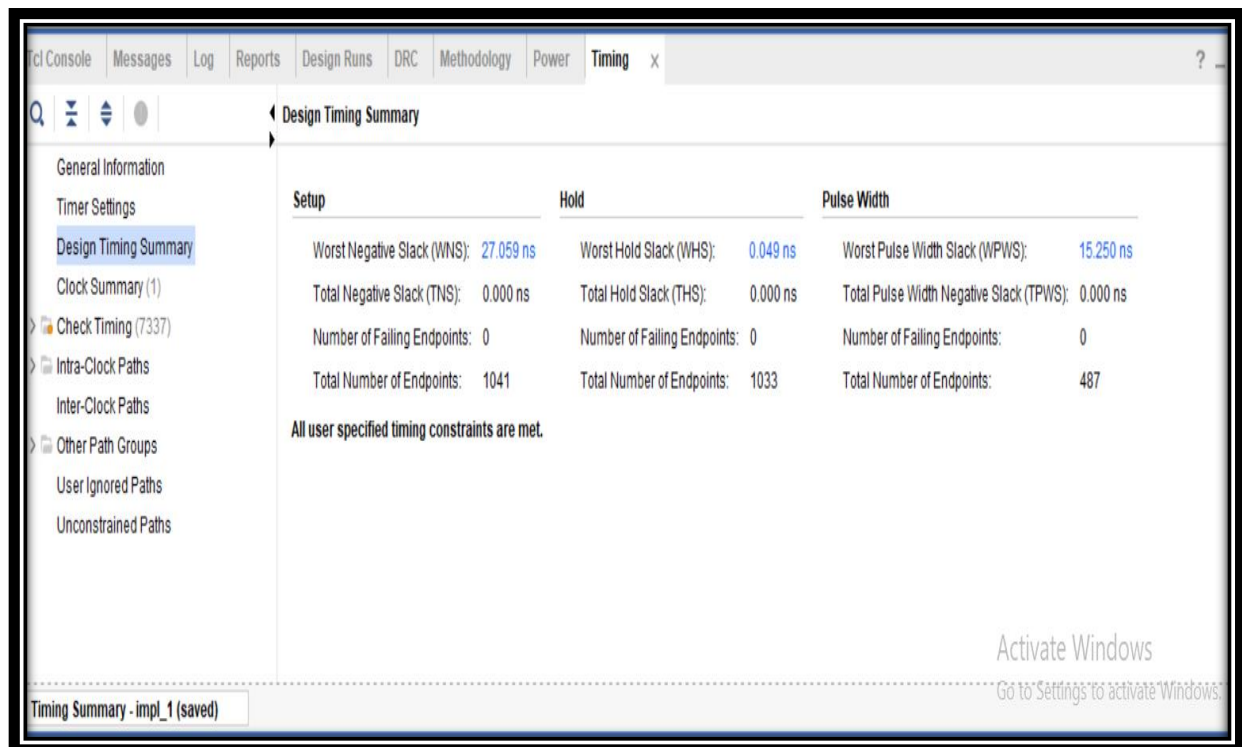 Tcl Console Messages Log Reports Design Runs DRC Methodology Power Timing X ? _
Design Timing Summary
General Information
Timer Settings
Design Timing Summary
Clock Summary (1)
Check Timing (7337)
Intra-Clock Paths
Inter-Clock Paths
Other Path Groups
User Ignored Paths
Unconstrained Paths
Setup Hold Pulse Width
Worst Negative Slack (WNS): 27.059 ns Worst Hold Slack (WHS): 0.049 ns Worst Pulse Width Slack (WPWS): 15.250 ns
Total Negative Slack (TNS): 0.000 ns Total Hold Slack (THS): 0.000 ns Total Pulse Width Negative Slack (TPWS): 0.000 ns
Number of Failing Endpoints: 0 Number of Failing Endpoints: 0 Number of Failing Endpoints: 0
Total Number of Endpoints: 1041 Total Number of Endpoints: 1033 Total Number of Endpoints: 487
All user specified timing constraints are met.
Activate Windows
Go to Settings to activate Windows.
Timing Summary - impl_1 (saved)